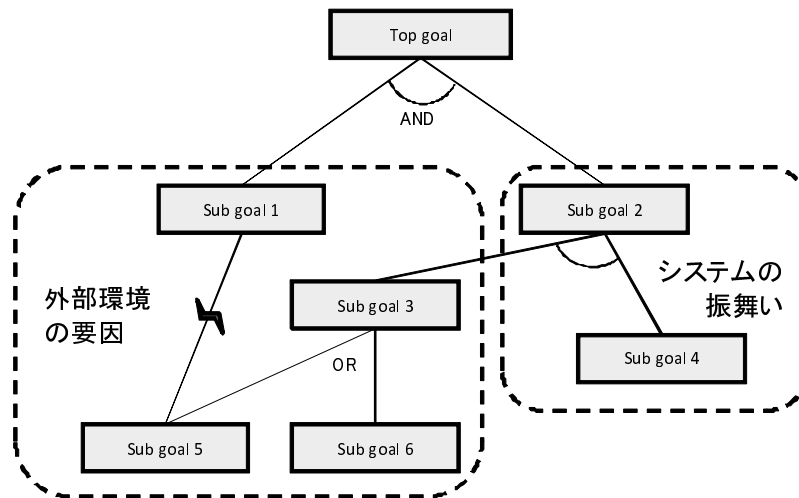 Top goal
AND
Sub goal 1
Sub goal 2
外部環境
の要因
Sub goal 3
システムの
振舞い
OR
Sub goal 4
Sub goal 5
Sub goal 6